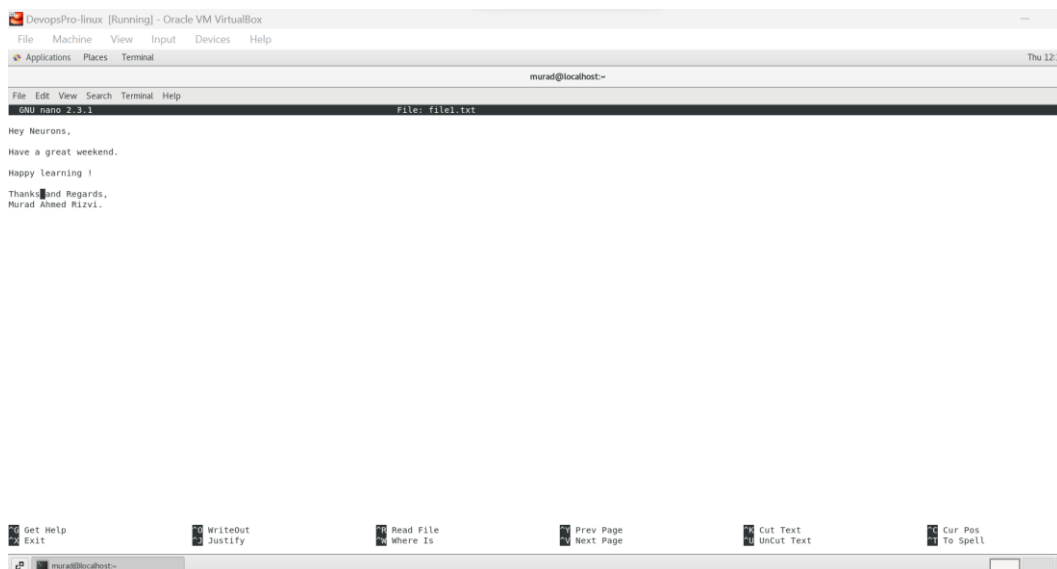 DevopsPro-linux [Running] - Oracle VM VirtualBox
File Machine View Input Devices Help
Applications Places Terminal Thu 12:
murad@localhost:~
File Edit View Search Terminal Help
GNU nano 2.3.1 File: file1.txt
Hey Neurons,
Have a great weekend.
Happy learning !
Thanks and Regards,
Murad Ahmed Rizvi.
^G Get Help ^O WriteOut ^R Read File ^Y Prev Page ^K Cut Text ^C Cur Pos
^X Exit ^J Justify ^W Where Is ^V Next Page ^U UnCut Text ^T To Spell
murad@localhost:~